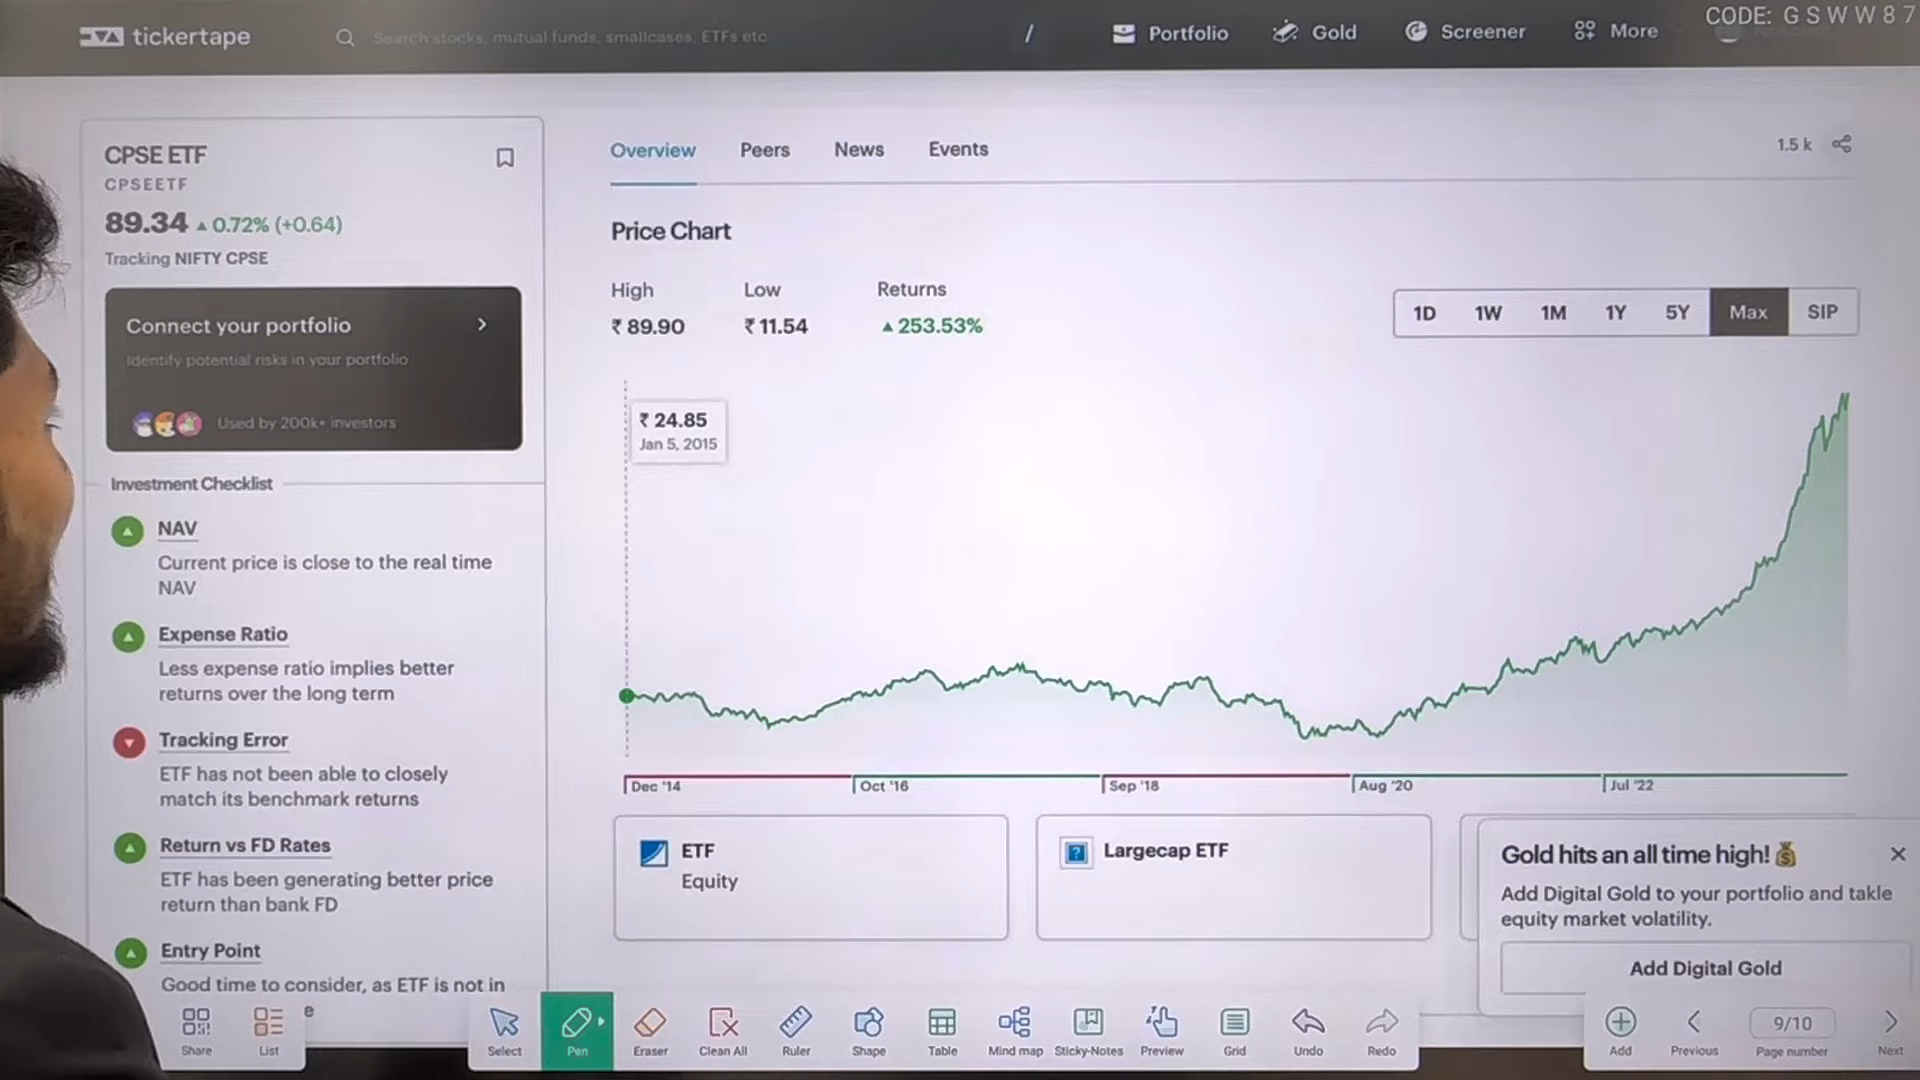 CODE: G S W W 8 7
tickertape
Search stocks, mutual funds, smallcases, ETFs etc
/
Portfolio
Gold
Screener
More
CPSE ETF
CPSEETF
89.34 ▲ 0.72% (+0.64)
Tracking NIFTY CPSE
Connect your portfolio
Identify potential risks in your portfolio
Used by 200k+ investors
Investment Checklist
NAV
Current price is close to the real time
NAV
Expense Ratio
Less expense ratio implies better
returns over the long term
Tracking Error
ETF has not been able to closely
match its benchmark returns
Return vs FD Rates
ETF has been generating better price
return than bank FD
Entry Point
Good time to consider, as ETF is not in
Overview Peers News Events
1.5 k
Price Chart
High Low Returns
₹ 89.90 ₹ 11.54 ▲ 253.53%
1D 1W 1M 1Y 5Y Max SIP
₹ 24.85
Jan 5, 2015
Dec '14 Oct '16 Sep '18 Aug '20 Jul '22
ETF
Equity
Largecap ETF
Gold hits an all time high!
Add Digital Gold to your portfolio and takle
equity market volatility.
Add Digital Gold
Share List Select Pen Eraser Clean All Ruler Shape Table Mind map Sticky-Notes Preview Grid Undo Redo
Add Previous 9/10 Next
Page number